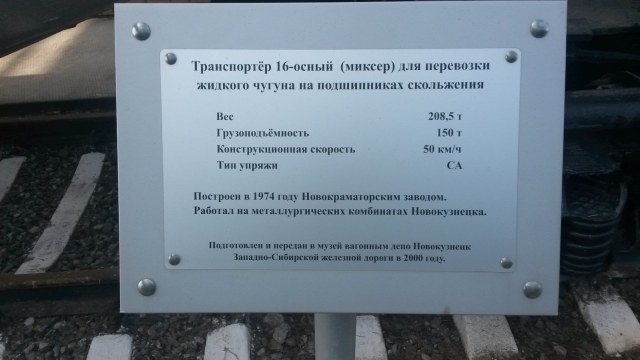 Транспортёр 16-осный (миксер) для перевозки
жидкого чугуна на подшипниках скольжения
Вес 208,5 т
Грузоподъёмность 150 т
Конструкционная скорость 50 км/ч
Тип упряжи СА
Построен в 1974 году Новокраматорским заводом.
Работал на металлургических комбинатах Новокузнецка.
Подготовлен и передан в музей вагонным депо Новокузнецк
Западно-Сибирской железной дороги в 2000 году.